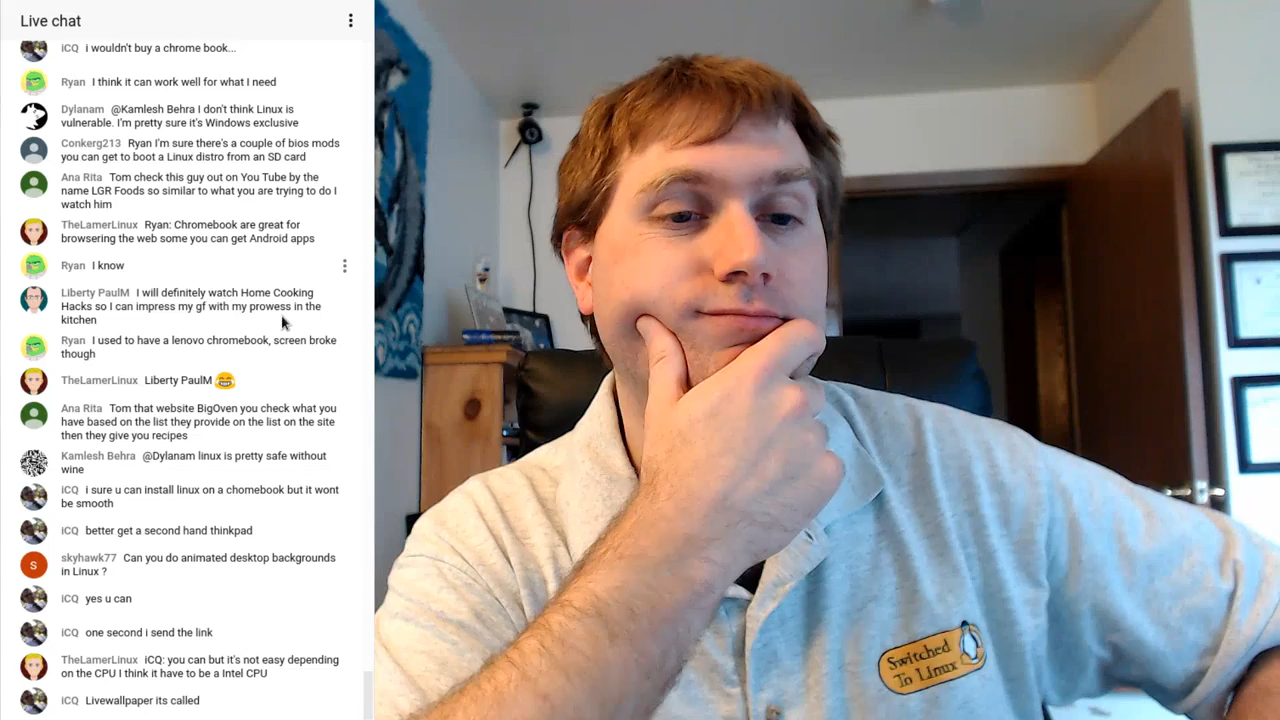 Live chat
iCQ i wouldn't buy a chrome book...
Ryan I think it can work well for what I need
Dylanam @Kamlesh Behra I don't think Linux is
vulnerable. I'm pretty sure it's Windows exclusive
Conkerg213 Ryan I'm sure there's a couple of bios mods
you can get to boot a Linux distro from an SD card
Ana Rita Tom check this guy out on You Tube by the
name LGR Foods so similar to what you are trying to do I
watch him
TheLamerLinux Ryan: Chromebook are great for
browsering the web some you can get Android apps
Ryan I know
Liberty PaulM I will definitely watch Home Cooking
Hacks so I can impress my gf with my prowess in the
kitchen
Ryan I used to have a lenovo chromebook, screen broke
though
TheLamerLinux Liberty PaulM 😂
Ana Rita Tom that website BigOven you check what you
have based on the list they provide on the list on the site
then they give you recipes
Kamlesh Behra @Dylanam linux is pretty safe without
wine
iCQ i sure u can install linux on a chomebook but it wont
be smooth
iCQ better get a second hand thinkpad
S skyhawk77 Can you do animated desktop backgrounds
in Linux ?
iCQ yes u can
iCQ one second i send the link
TheLamerLinux iCQ: you can but it's not easy depending
on the CPU I think it have to be a Intel CPU
iCQ Livewallpaper its called
Switched
To Linux